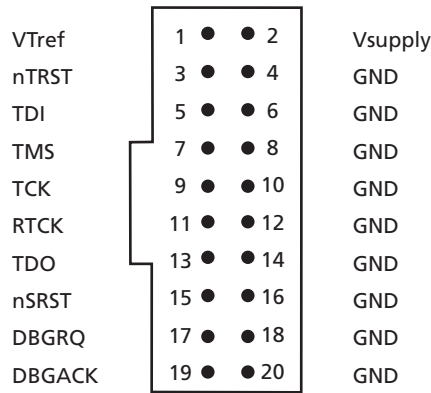 VTref 1 2 Vsupply
nTRST 3 4 GND
TDI 5 6 GND
TMS 7 8 GND
TCK 9 10 GND
RTCK 11 12 GND
TDO 13 14 GND
nSRST 15 16 GND
DBGRQ 17 18 GND
DBGACK 19 20 GND